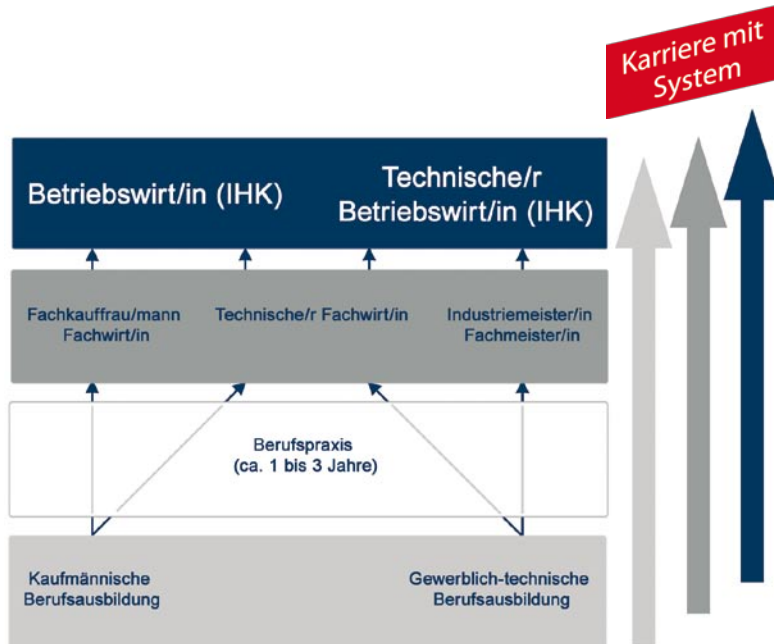 Karriere mit
System
Betriebswirt/in (IHK)
Technische/r
Betriebswirt/in (IHK)
Fachkauffrau/mann
Fachwirt/in
Technische/r Fachwirt/in
Industriemeister/in
Fachmeister/in
Berufspraxis
(ca. 1 bis 3 Jahre)
Kaufmännische
Berufsausbildung
Gewerblich-technische
Berufsausbildung